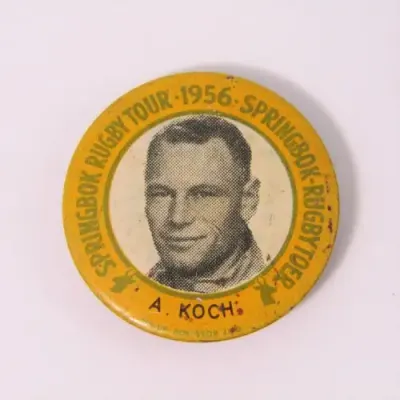 SPRINGBOK RUGBY TOUR · 1956 · SPRINGBOK-RUGBYTOER
A. KOCH.